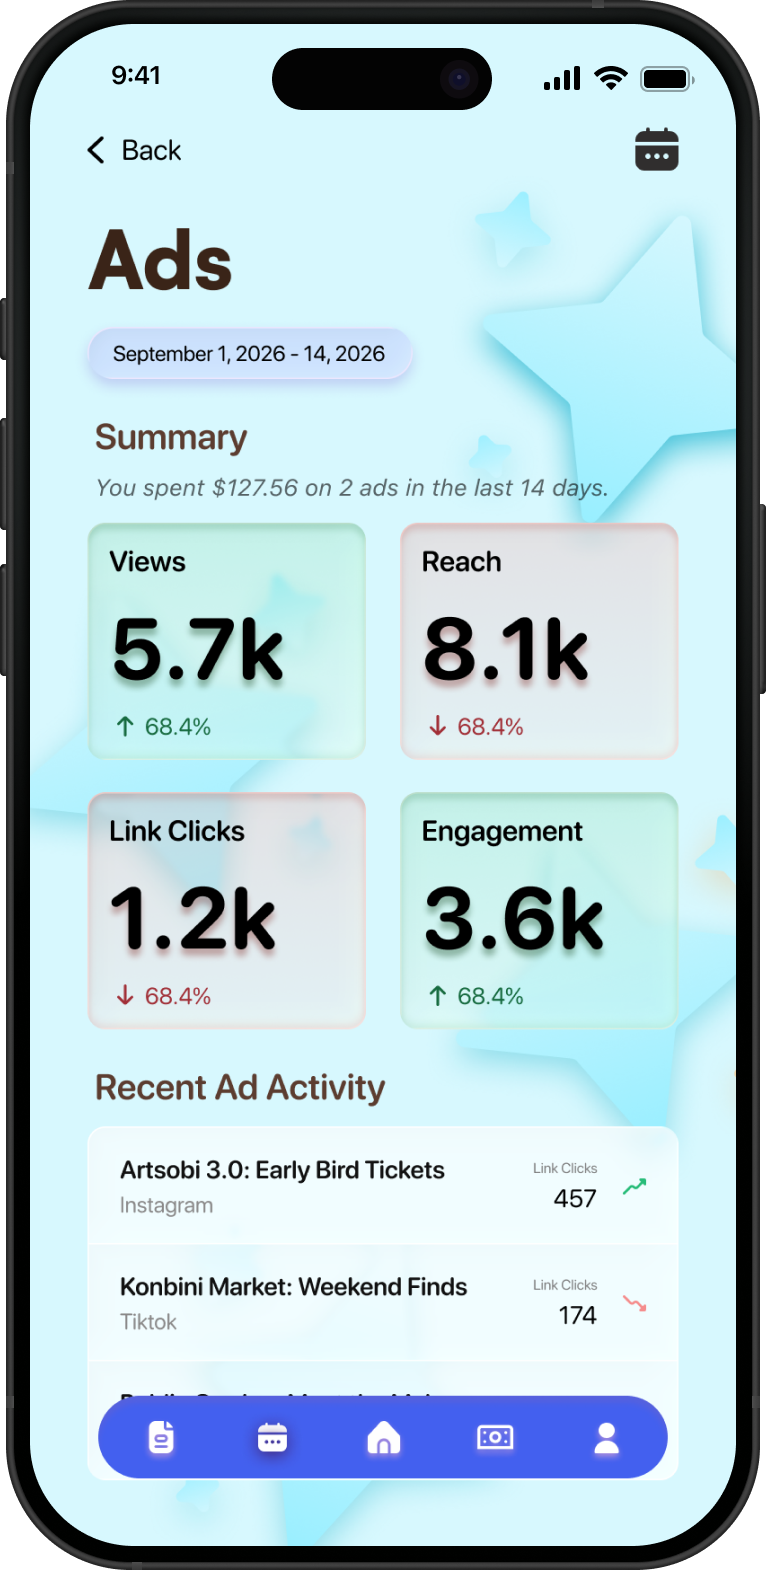 9:41
Back
Ads
September 1, 2026 - 14, 2026
Summary
You spent $127.56 on 2 ads in the last 14 days.
Views
5.7k
↑ 68.4%
Reach
8.1k
↓ 68.4%
Link Clicks
1.2k
↓ 68.4%
Engagement
3.6k
↑ 68.4%
Recent Ad Activity
Artsobi 3.0: Early Bird Tickets
Instagram
Link Clicks
457
Konbini Market: Weekend Finds
Tiktok
Link Clicks
174